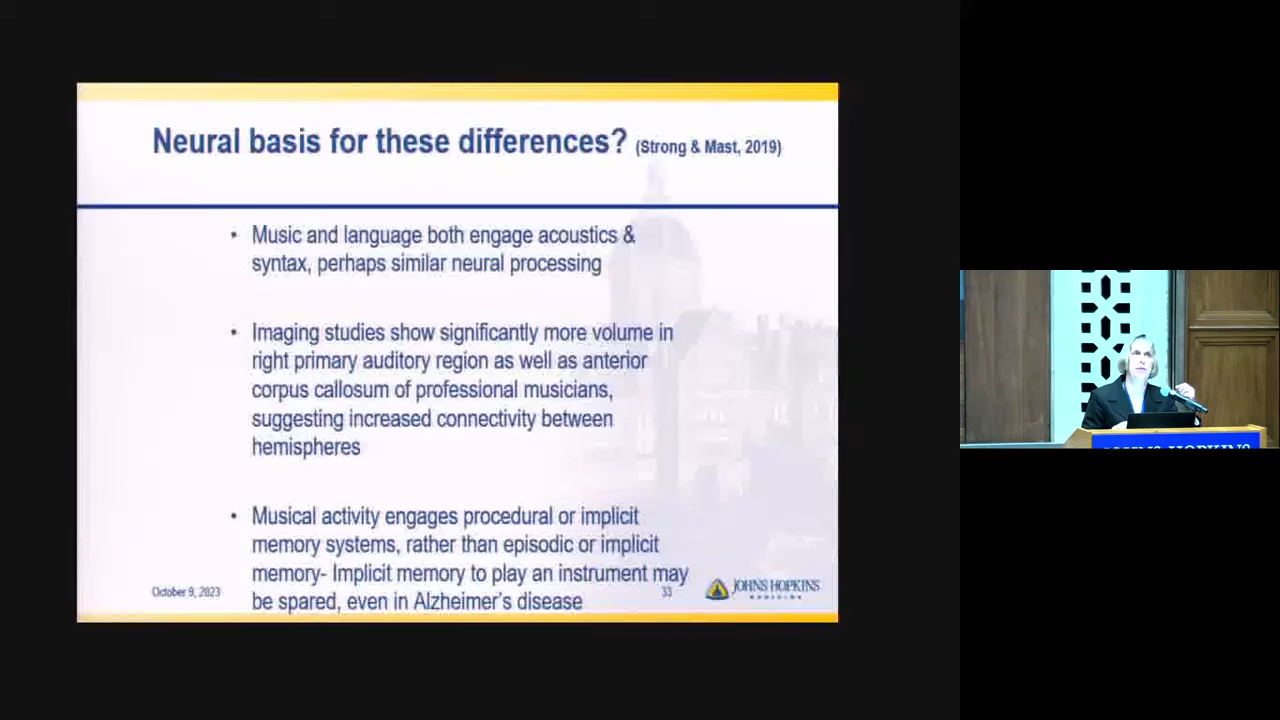 Neural basis for these differences? (Strong & Mast, 2019)
• Music and language both engage acoustics &
syntax, perhaps similar neural processing
• Imaging studies show significantly more volume in
right primary auditory region as well as anterior
corpus callosum of professional musicians,
suggesting increased connectivity between
hemispheres
• Musical activity engages procedural or implicit
memory systems, rather than episodic or implicit
memory- Implicit memory to play an instrument may
be spared, even in Alzheimer's disease
October 9, 2023
33
JOHNS HOPKINS
MEDICINE
JOHNS HOPKINS